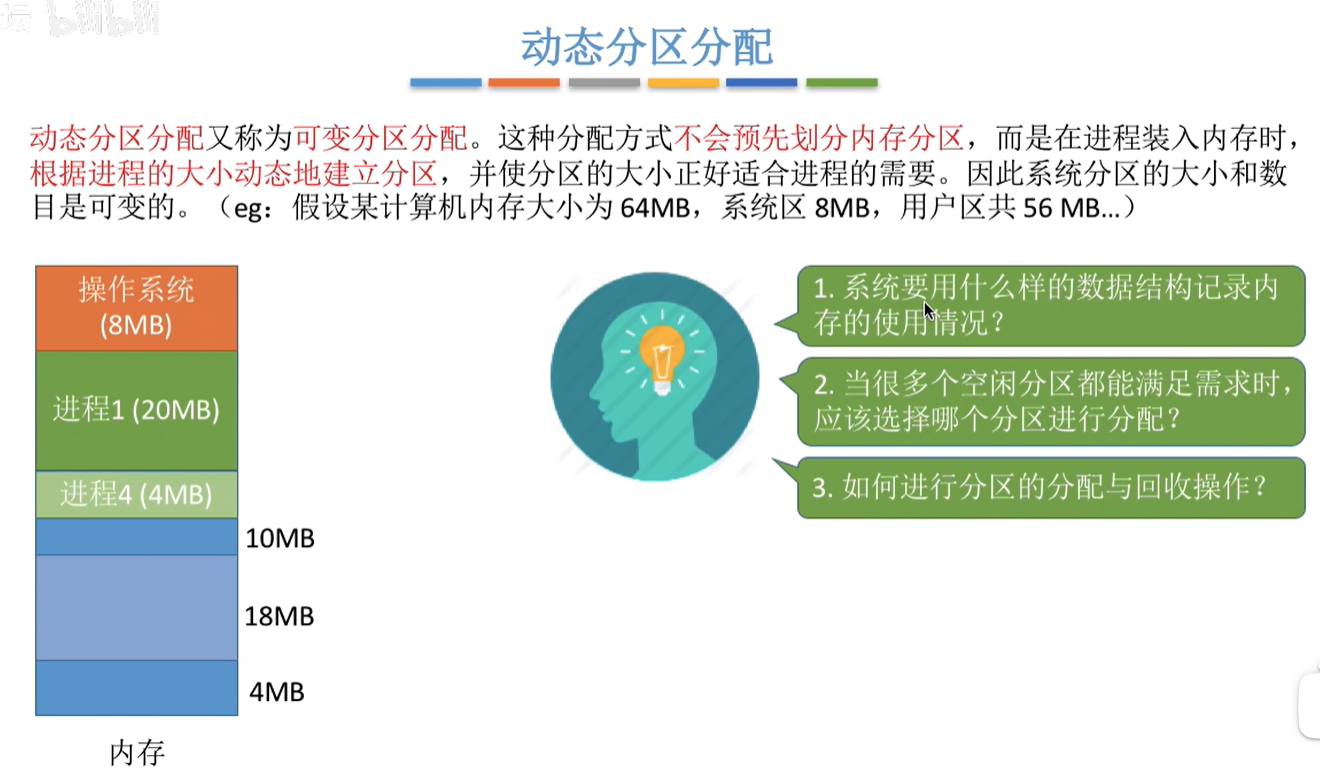 坛 bilibili
动态分区分配
动态分区分配又称为可变分区分配。这种分配方式不会预先划分内存分区，而是在进程装入内存时，
根据进程的大小动态地建立分区，并使分区的大小正好适合进程的需要。因此系统分区的大小和数
目是可变的。（eg：假设某计算机内存大小为 64MB，系统区 8MB，用户区共 56 MB…）
操作系统
(8MB)
进程1 (20MB)
进程4 (4MB)
10MB
18MB
4MB
内存
1. 系统要用什么样的数据结构记录内
存的使用情况？
2. 当很多个空闲分区都能满足需求时，
应该选择哪个分区进行分配？
3. 如何进行分区的分配与回收操作？